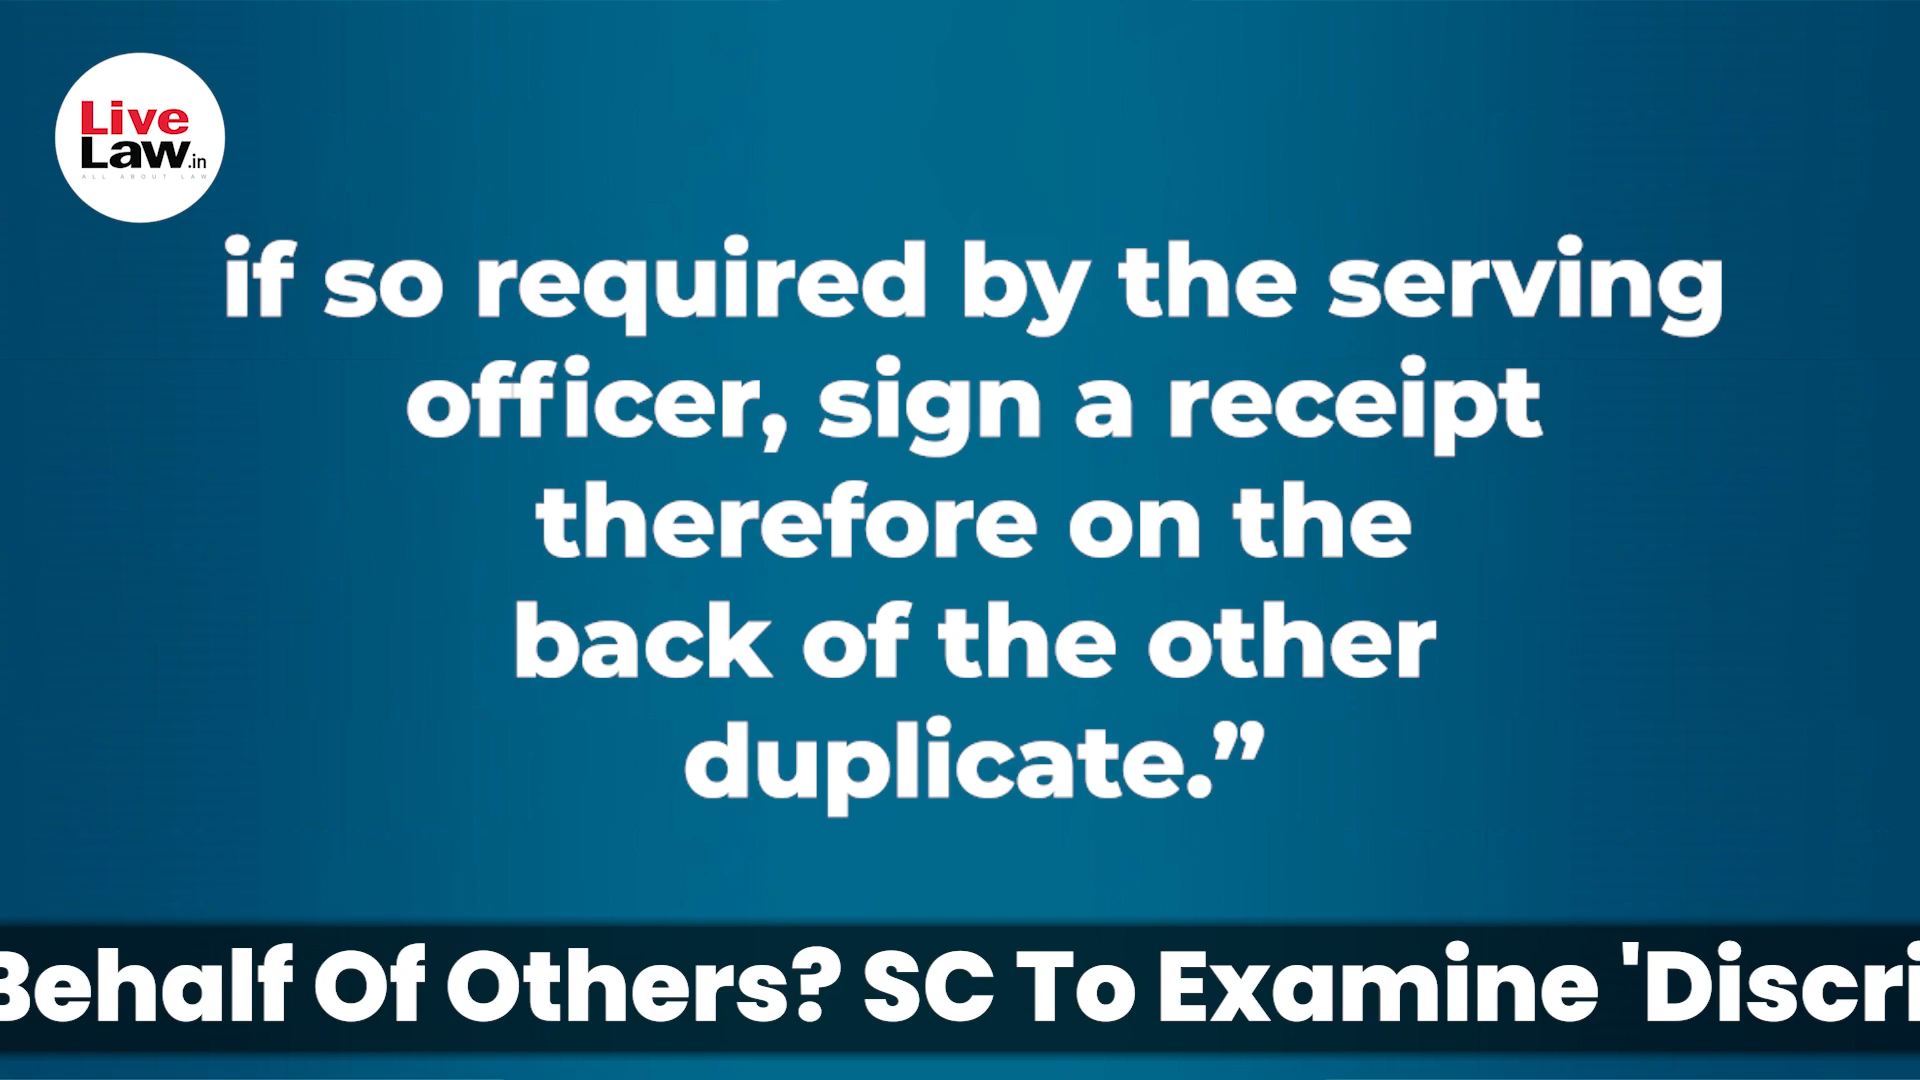 Live
Law.in
ALL ABOUT LAW
if so required by the serving
officer, sign a receipt
therefore on the
back of the other
duplicate.”
Behalf Of Others? SC To Examine 'Discri